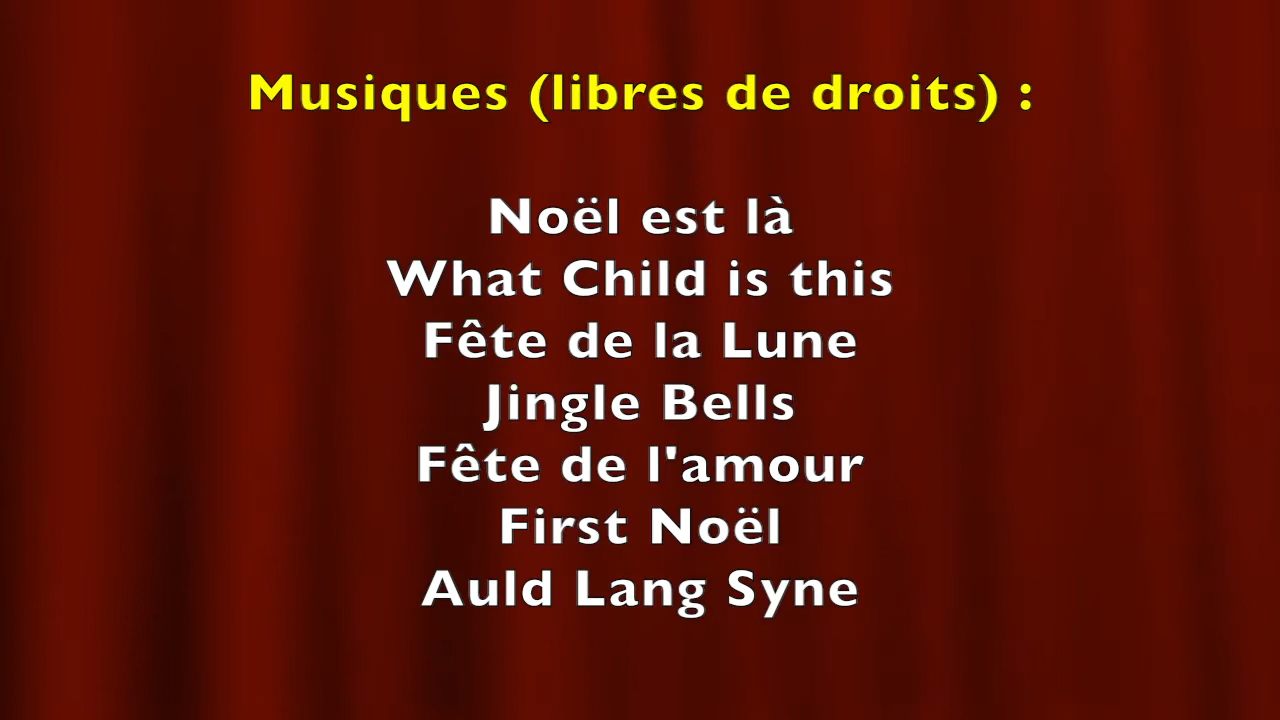 Musiques (libres de droits) :
Noël est là
What Child is this
Fête de la Lune
Jingle Bells
Fête de l'amour
First Noël
Auld Lang Syne